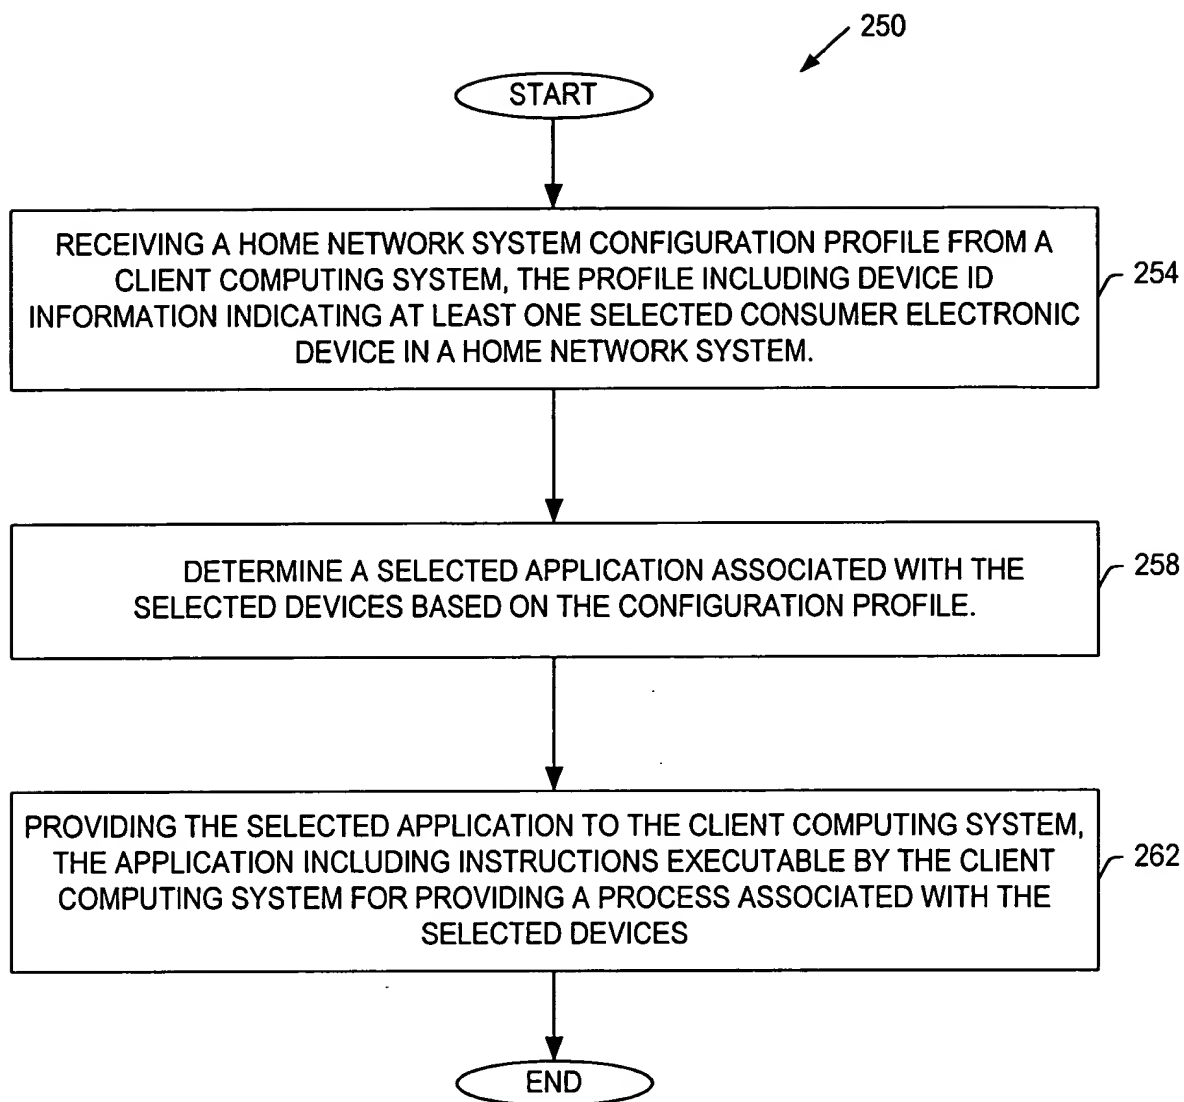 250
START
RECEIVING A HOME NETWORK SYSTEM CONFIGURATION PROFILE FROM A
CLIENT COMPUTING SYSTEM, THE PROFILE INCLUDING DEVICE ID
INFORMATION INDICATING AT LEAST ONE SELECTED CONSUMER ELECTRONIC
DEVICE IN A HOME NETWORK SYSTEM.
254
DETERMINE A SELECTED APPLICATION ASSOCIATED WITH THE
SELECTED DEVICES BASED ON THE CONFIGURATION PROFILE.
258
PROVIDING THE SELECTED APPLICATION TO THE CLIENT COMPUTING SYSTEM,
THE APPLICATION INCLUDING INSTRUCTIONS EXECUTABLE BY THE CLIENT
COMPUTING SYSTEM FOR PROVIDING A PROCESS ASSOCIATED WITH THE
SELECTED DEVICES
262
END